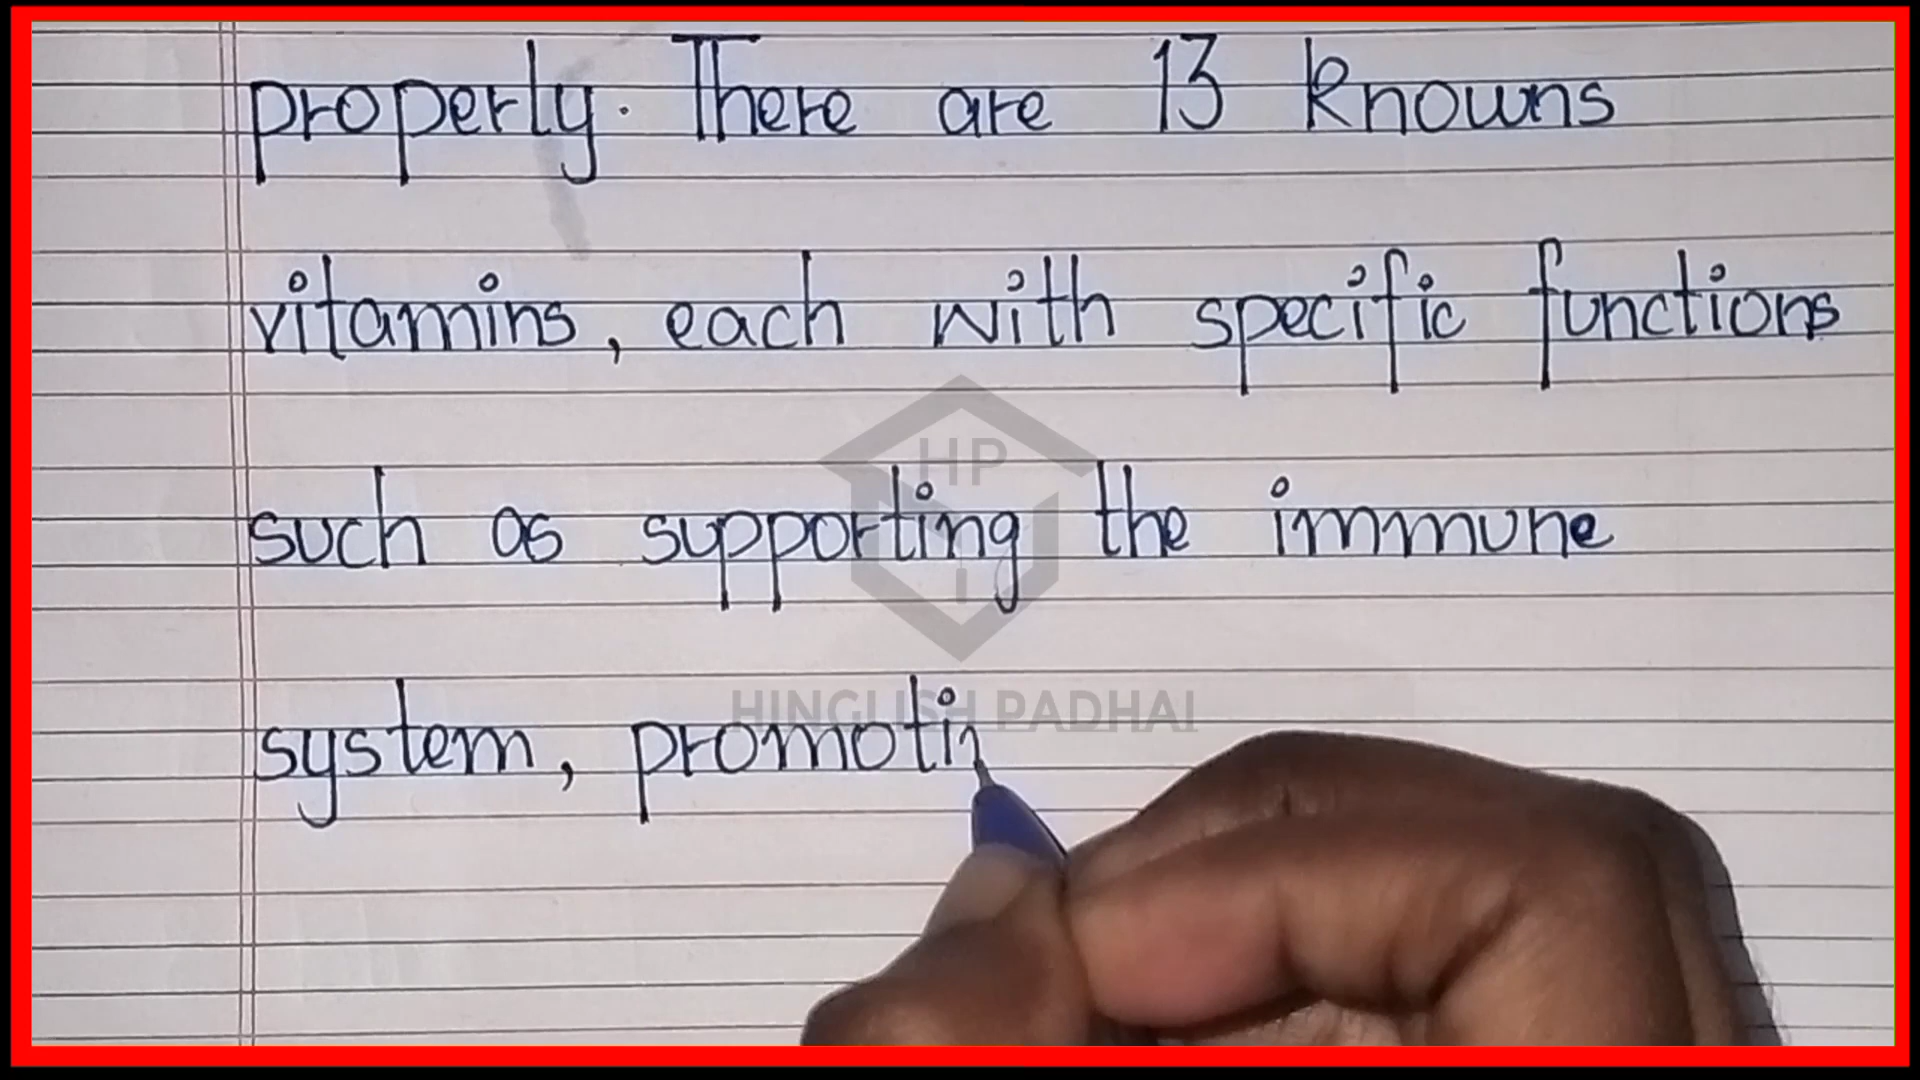 properly. There are 13 knowns
vitamins, each with specific functions
HP
such as supporting the immune
I
HINGLISH PADHAI
system, promotin